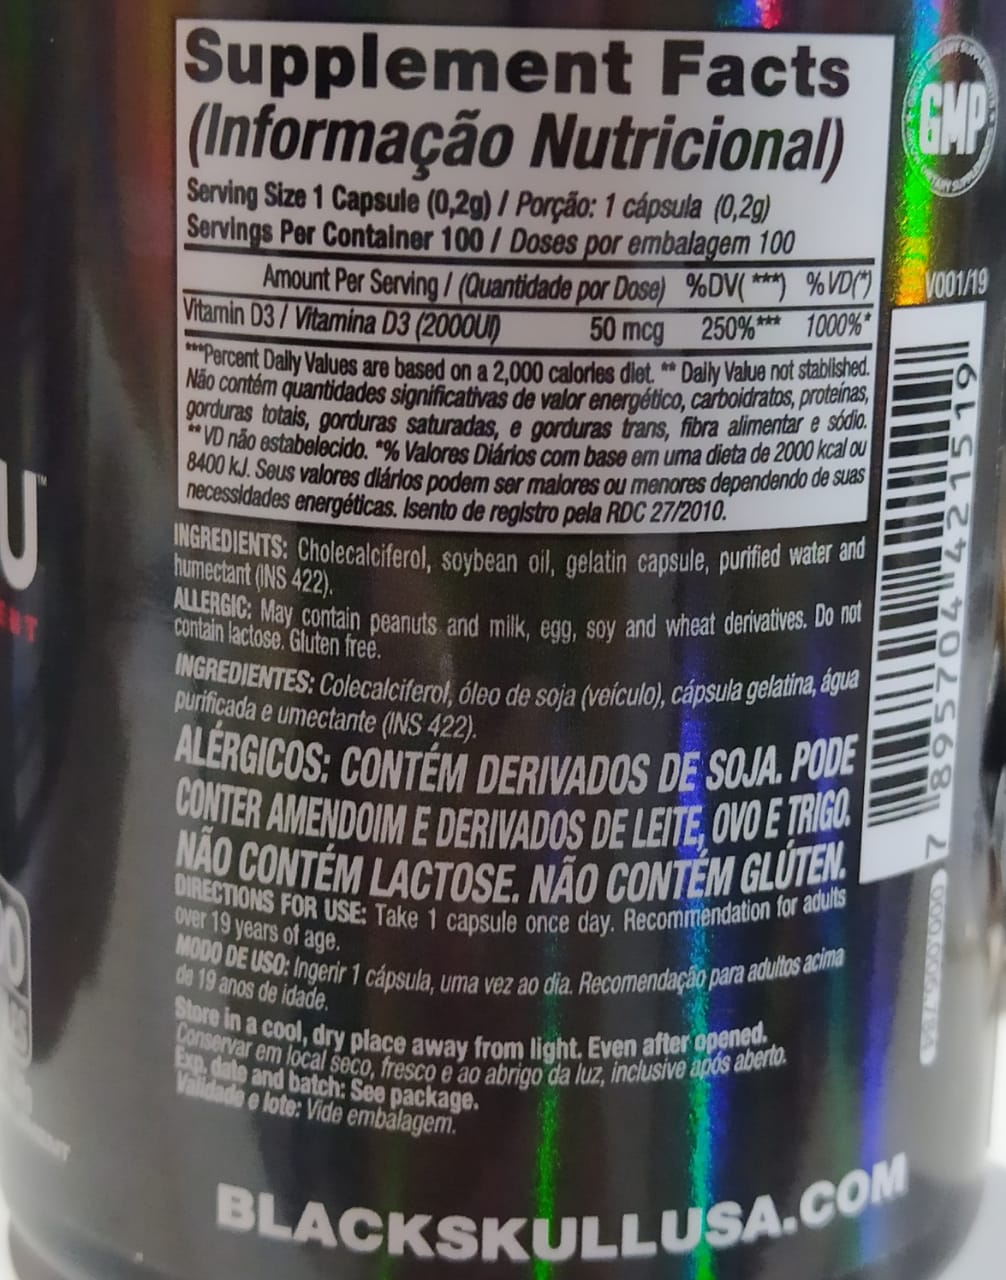 Supplement Facts
(Informação Nutricional)
Serving Size 1 Capsule (0,2g) / Porção: 1 cápsula (0,2g)
Servings Per Container 100 / Doses por embalagem 100
Amount Per Serving / (Quantidade por Dose) %DV( ***) %VD(*)
Vitamin D3 / Vitamina D3 (2000UI) 50 mcg 250%*** 1000%*
***Percent Daily Values are based on a 2,000 calories diet. ** Daily Value not stablished.
Não contém quantidades significativas de valor energético, carboidratos, proteínas,
gorduras totais, gorduras saturadas, e gorduras trans, fibra alimentar e sódio.
** VD não estabelecido. *% Valores Diários com base em uma dieta de 2000 kcal ou
8400 kJ. Seus valores diários podem ser maiores ou menores dependendo de suas
necessidades energéticas. Isento de registro pela RDC 27/2010.
INGREDIENTS: Cholecalciferol, soybean oil, gelatin capsule, purified water and
humectant (INS 422).
ALLERGIC: May contain peanuts and milk, egg, soy and wheat derivatives. Do not
contain lactose. Gluten free.
INGREDIENTES: Colecalciferol, óleo de soja (veículo), cápsula gelatina, água
purificada e umectante (INS 422).
ALÉRGICOS: CONTÉM DERIVADOS DE SOJA. PODE
CONTER AMENDOIM E DERIVADOS DE LEITE, OVO E TRIGO.
NÃO CONTÉM LACTOSE. NÃO CONTÉM GLÚTEN.
DIRECTIONS FOR USE: Take 1 capsule once day. Recommendation for adults
over 19 years of age.
MODO DE USO: Ingerir 1 cápsula, uma vez ao dia. Recomendação para adultos acima
de 19 anos de idade.
Store in a cool, dry place away from light. Even after opened.
Conservar em local seco, fresco e ao abrigo da luz, inclusive após aberto.
Exp. date and batch: See package.
Validade e lote: Vide embalagem.
BLACKSKULLUSA.COM
GMP
V001/19
7 895704 421519